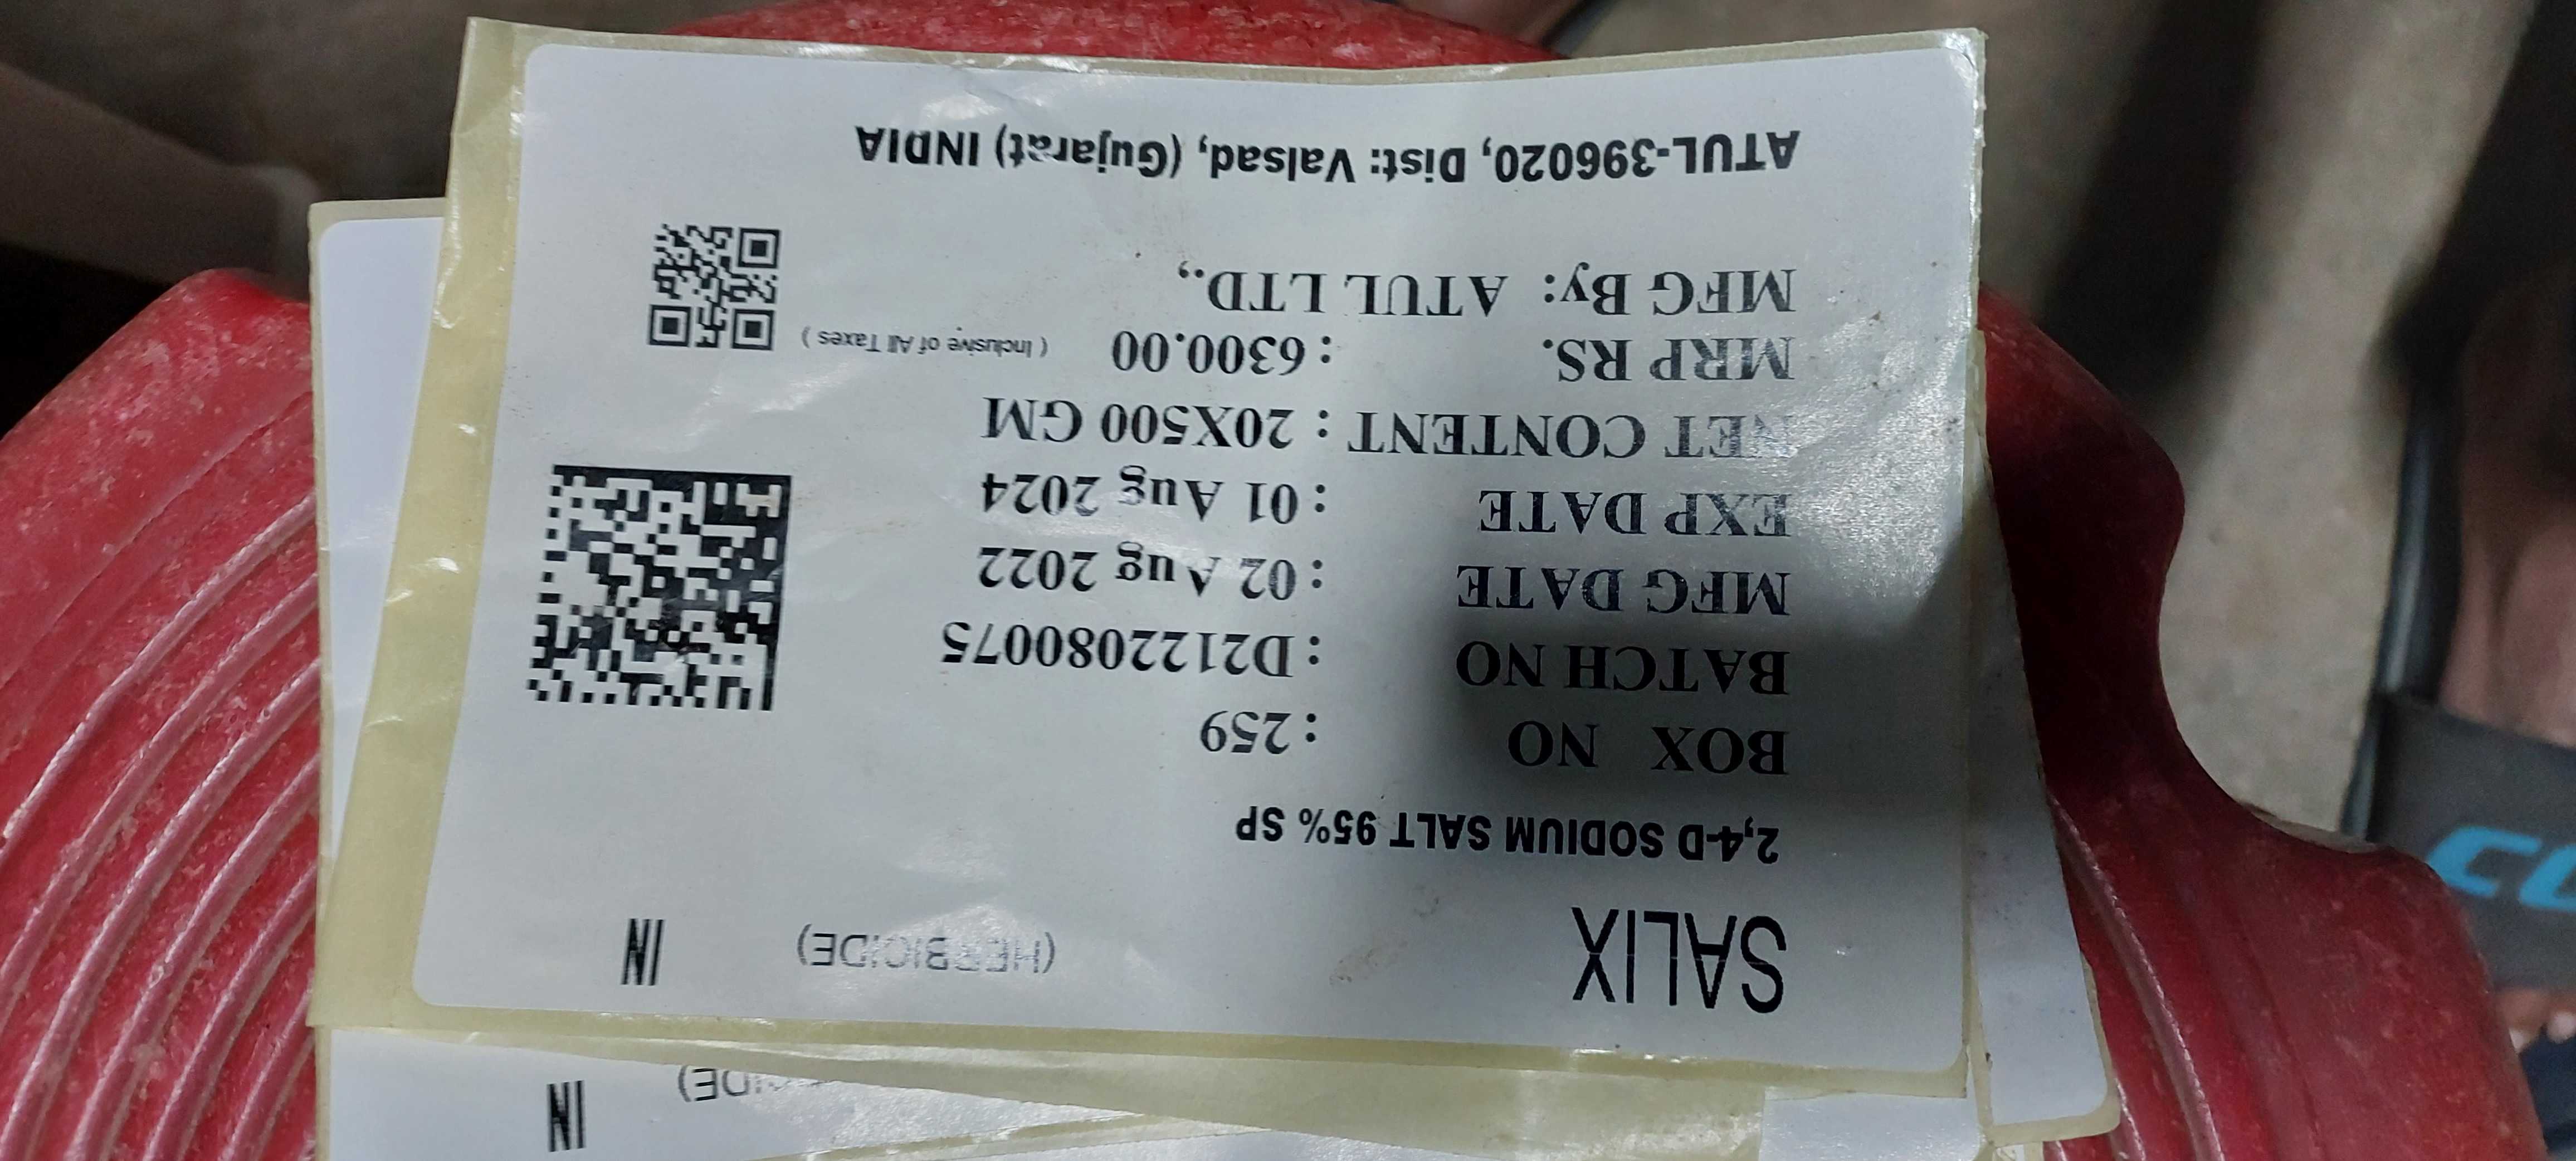 SALIX (HERBICIDE) IN
2,4-D SODIUM SALT 95% SP
BOX NO : 259
BATCH NO : D2122080075
MFG DATE : 02 Aug 2022
EXP DATE : 01 Aug 2024
NET CONTENT : 20X500 GM
MRP RS. : 6300.00 ( Inclusive of All Taxes )
MFG By: ATUL LTD.,
ATUL-396020, Dist: Valsad, (Gujarat) INDIA
IN